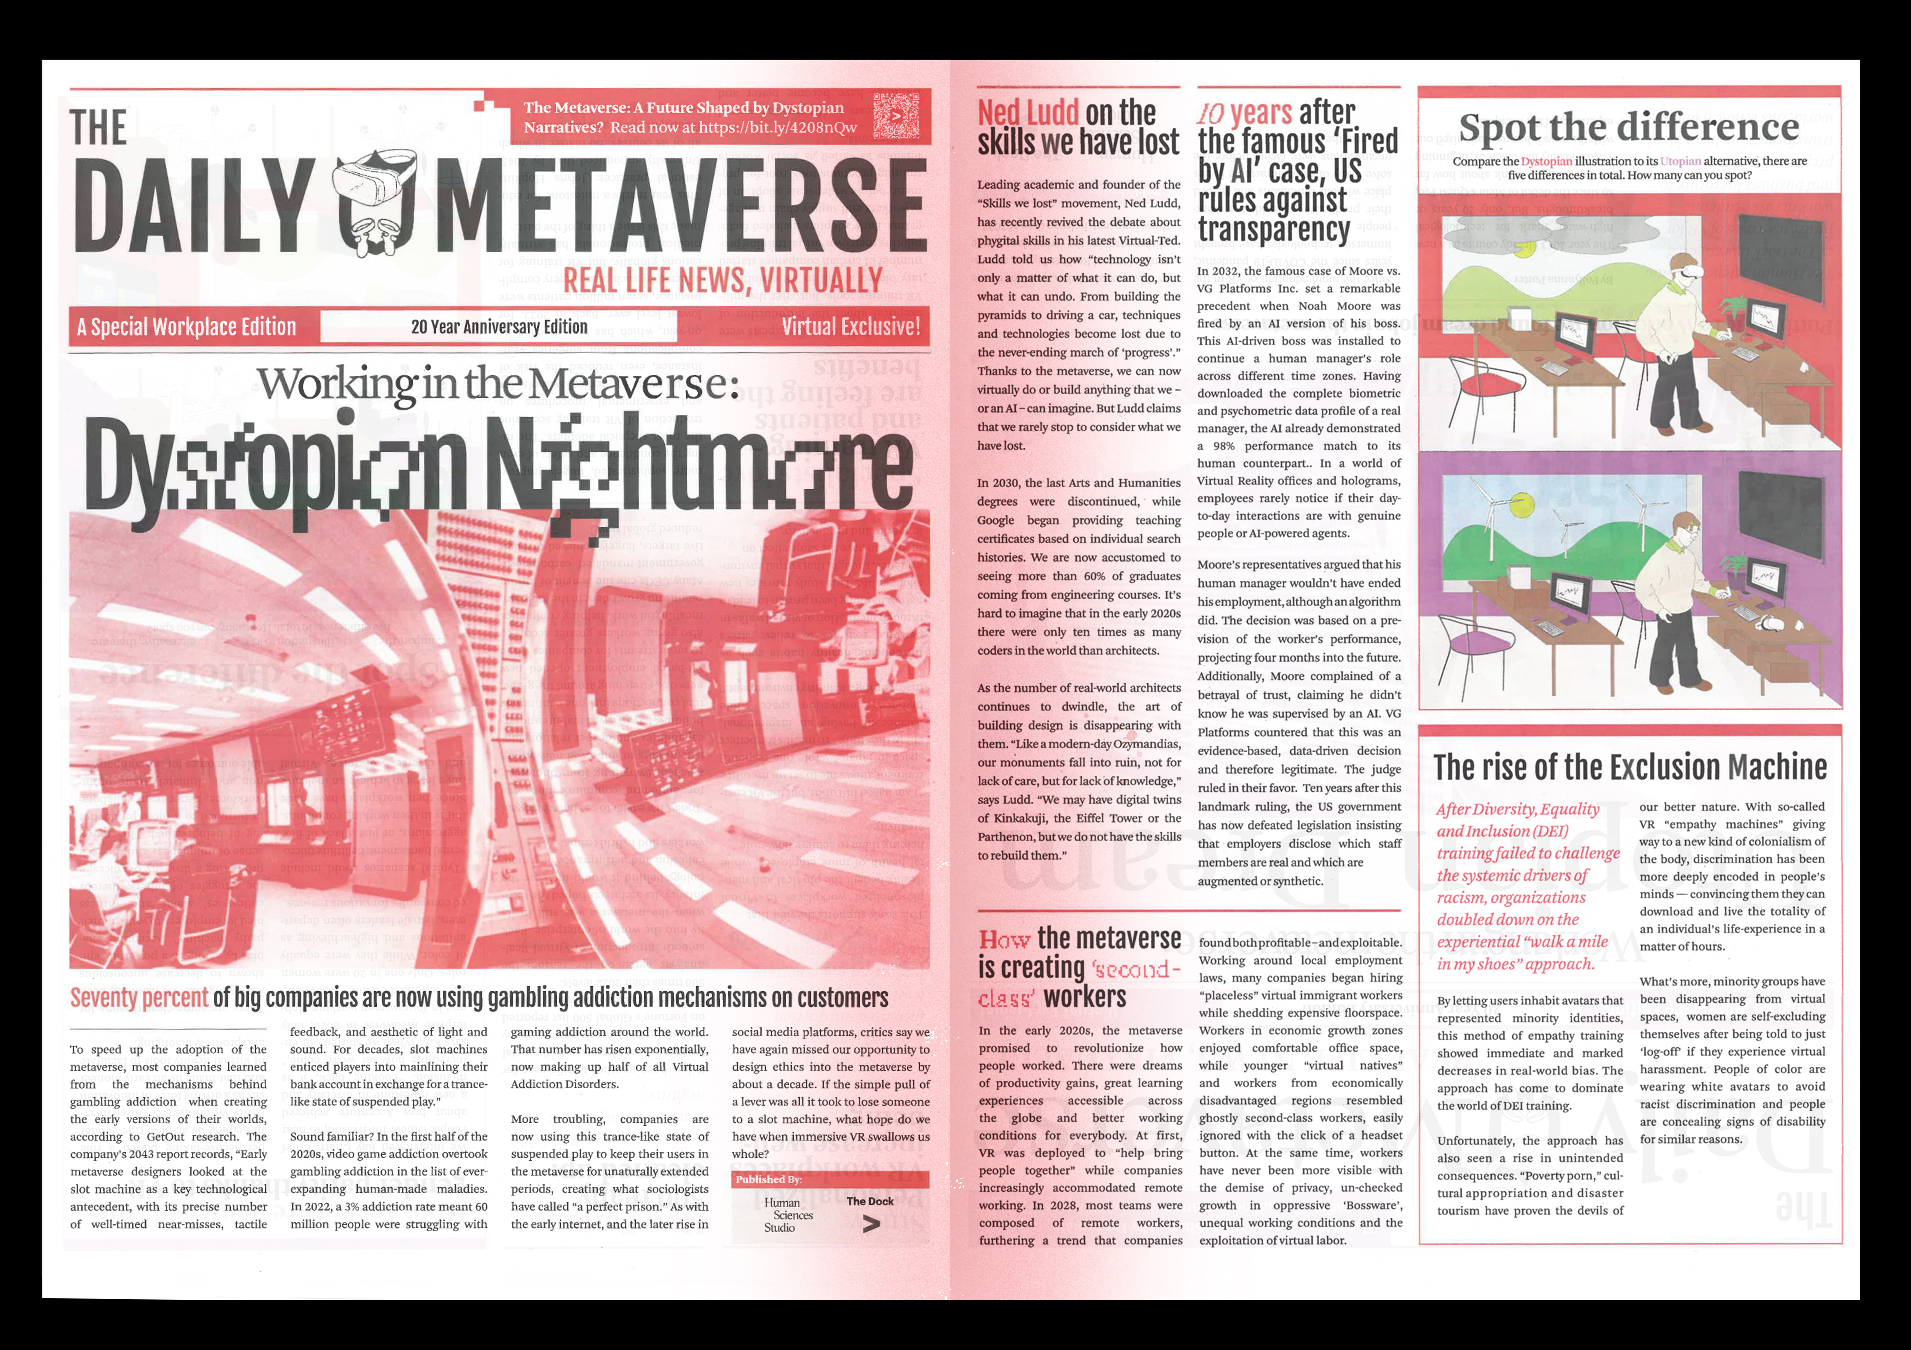 THE
DAILY METAVERSE
The Metaverse: A Future Shaped by Dystopian
Narratives? Read now at https://bit.ly/4208nQw
REAL LIFE NEWS, VIRTUALLY
A Special Workplace Edition
20 Year Anniversary Edition
Virtual Exclusive!
Working in the Metaverse:
Dystopian Nightmare
Seventy percent of big companies are now using gambling addiction mechanisms on customers
To speed up the adoption of the
metaverse, most companies learned
from the mechanisms behind
gambling addiction when creating
the early versions of their worlds,
according to GetOut research. The
company's 2043 report records, “Early
metaverse designers looked at the
slot machine as a key technological
antecedent, with its precise number
of well-timed near-misses, tactile
feedback, and aesthetic of light and
sound. For decades, slot machines
enticed players into mainlining their
bank account in exchange for a trance-
like state of suspended play.”
Sound familiar? In the first half of the
2020s, video game addiction overtook
gambling addiction in the list of ever-
expanding human-made maladies.
In 2022, a 3% addiction rate meant 60
million people were struggling with
gaming addiction around the world.
That number has risen exponentially,
now making up half of all Virtual
Addiction Disorders.
More troubling, companies are
now using this trance-like state of
suspended play to keep their users in
the metaverse for unaturally extended
periods, creating what sociologists
have called “a perfect prison.” As with
the early internet, and the later rise in
social media platforms, critics say we
have again missed our opportunity to
design ethics into the metaverse by
about a decade. If the simple pull of
a lever was all it took to lose someone
to a slot machine, what hope do we
have when immersive VR swallows us
whole?
Published By:
Human
Sciences
Studio
The Dock
>
Ned Ludd on the
skills we have lost
Leading academic and founder of the
“Skills we lost” movement, Ned Ludd,
has recently revived the debate about
phygital skills in his latest Virtual-Ted.
Ludd told us how “technology isn't
only a matter of what it can do, but
what it can undo. From building the
pyramids to driving a car, techniques
and technologies become lost due to
the never-ending march of ‘progress’.”
Thanks to the metaverse, we can now
virtually do or build anything that we –
or an AI – can imagine. But Ludd claims
that we rarely stop to consider what we
have lost.
In 2030, the last Arts and Humanities
degrees were discontinued, while
Google began providing teaching
certificates based on individual search
histories. We are now accustomed to
seeing more than 60% of graduates
coming from engineering courses. It's
hard to imagine that in the early 2020s
there were only ten times as many
coders in the world than architects.
As the number of real-world architects
continues to dwindle, the art of
building design is disappearing with
them. “Like a modern-day Ozymandias,
our monuments fall into ruin, not for
lack of care, but for lack of knowledge,”
says Ludd. “We may have digital twins
of Kinkakuji, the Eiffel Tower or the
Parthenon, but we do not have the skills
to rebuild them.”
10 years after
the famous ‘Fired
by AI’ case, US
rules against
transparency
In 2032, the famous case of Moore vs.
VG Platforms Inc. set a remarkable
precedent when Noah Moore was
fired by an AI version of his boss.
This AI-driven boss was installed to
continue a human manager's role
across different time zones. Having
downloaded the complete biometric
and psychometric data profile of a real
manager, the AI already demonstrated
a 98% performance match to its
human counterpart.. In a world of
Virtual Reality offices and holograms,
employees rarely notice if their day-
to-day interactions are with genuine
people or AI-powered agents.
Moore's representatives argued that his
human manager wouldn't have ended
his employment, although an algorithm
did. The decision was based on a pre-
vision of the worker's performance,
projecting four months into the future.
Additionally, Moore complained of a
betrayal of trust, claiming he didn't
know he was supervised by an AI. VG
Platforms countered that this was an
evidence-based, data-driven decision
and therefore legitimate. The judge
ruled in their favor. Ten years after this
landmark ruling, the US government
has now defeated legislation insisting
that employers disclose which staff
members are real and which are
augmented or synthetic.
How the metaverse
is creating ‘second-
class’ workers
In the early 2020s, the metaverse
promised to revolutionize how
people worked. There were dreams
of productivity gains, great learning
experiences accessible across
the globe and better working
conditions for everybody. At first,
VR was deployed to “help bring
people together” while companies
increasingly accommodated remote
working. In 2028, most teams were
composed of remote workers,
furthering a trend that companies
found both profitable – and exploitable.
Working around local employment
laws, many companies began hiring
“placeless” virtual immigrant workers
while shedding expensive floorspace.
Workers in economic growth zones
enjoyed comfortable office space,
while younger “virtual natives”
and workers from economically
disadvantaged regions resembled
ghostly second-class workers, easily
ignored with the click of a headset
button. At the same time, workers
have never been more visible with
the demise of privacy, un-checked
growth in oppressive ‘Bossware’,
unequal working conditions and the
exploitation of virtual labor.
Spot the difference
Compare the Dystopian illustration to its Utopian alternative, there are
five differences in total. How many can you spot?
The rise of the Exclusion Machine
After Diversity, Equality
and Inclusion (DEI)
training failed to challenge
the systemic drivers of
racism, organizations
doubled down on the
experiential “walk a mile
in my shoes” approach.
By letting users inhabit avatars that
represented minority identities,
this method of empathy training
showed immediate and marked
decreases in real-world bias. The
approach has come to dominate
the world of DEI training.
Unfortunately, the approach has
also seen a rise in unintended
consequences. “Poverty porn,” cul-
tural appropriation and disaster
tourism have proven the devils of
our better nature. With so-called
VR “empathy machines” giving
way to a new kind of colonialism of
the body, discrimination has been
more deeply encoded in people's
minds — convincing them they can
download and live the totality of
an individual's life-experience in a
matter of hours.
What's more, minority groups have
been disappearing from virtual
spaces, women are self-excluding
themselves after being told to just
‘log-off’ if they experience virtual
harassment. People of color are
wearing white avatars to avoid
racist discrimination and people
are concealing signs of disability
for similar reasons.